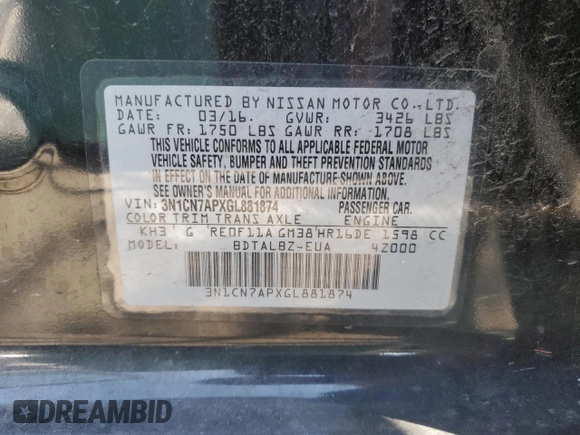 MANUFACTURED BY NISSAN MOTOR CO.,LTD.
DATE: 03/16. GVWR: 3426 LBS
GAWR FR: 1750 LBS GAWR RR: 1708 LBS
THIS VEHICLE CONFORMS TO ALL APPLICABLE FEDERAL MOTOR
VEHICLE SAFETY, BUMPER AND THEFT PREVENTION STANDARDS
IN EFFECT ON THE DATE OF MANUFACTURE SHOWN ABOVE.
SEE OWNER'S MANUAL FOR ADDITIONAL INFORMATION.
VIN: 3N1CN7APXGL881874 PASSENGER CAR.
COLOR TRIM TRANS AXLE ENGINE
KH3 G RE0F11A GM38 HR16DE 1598 CC
MODEL: BDTALBZ-EUA 4Z000
3N1CN7APXGL881874
DREAMBID